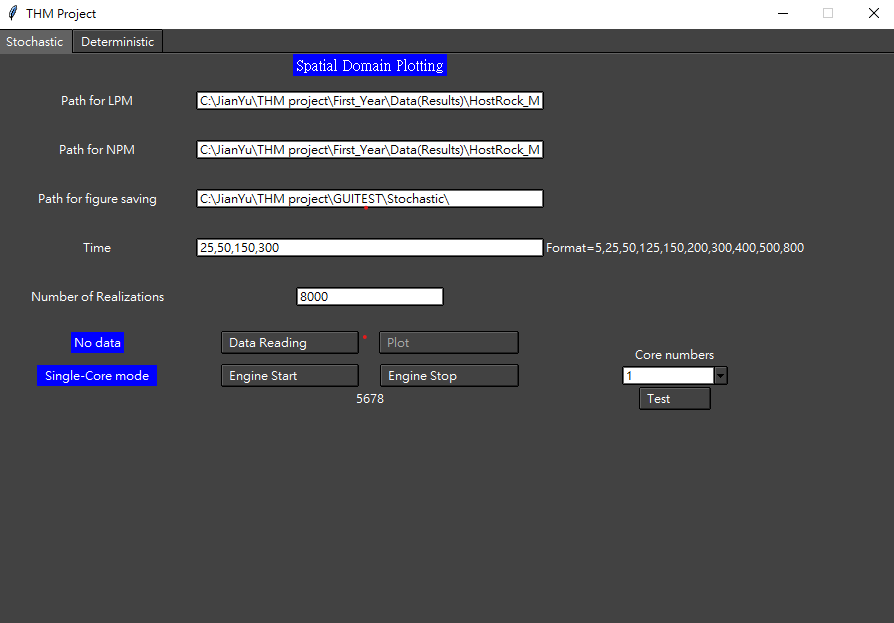 THM Project
Stochastic Deterministic
Spatial Domain Plotting
Path for LPM C:\JianYu\THM project\First_Year\Data(Results)\HostRock_M
Path for NPM C:\JianYu\THM project\First_Year\Data(Results)\HostRock_M
Path for figure saving C:\JianYu\THM project\GUITEST\Stochastic\
Time 25,50,150,300 Format=5,25,50,125,150,200,300,400,500,800
Number of Realizations 8000
No data Data Reading * Plot
Core numbers
Single-Core mode Engine Start Engine Stop 1
5678 Test